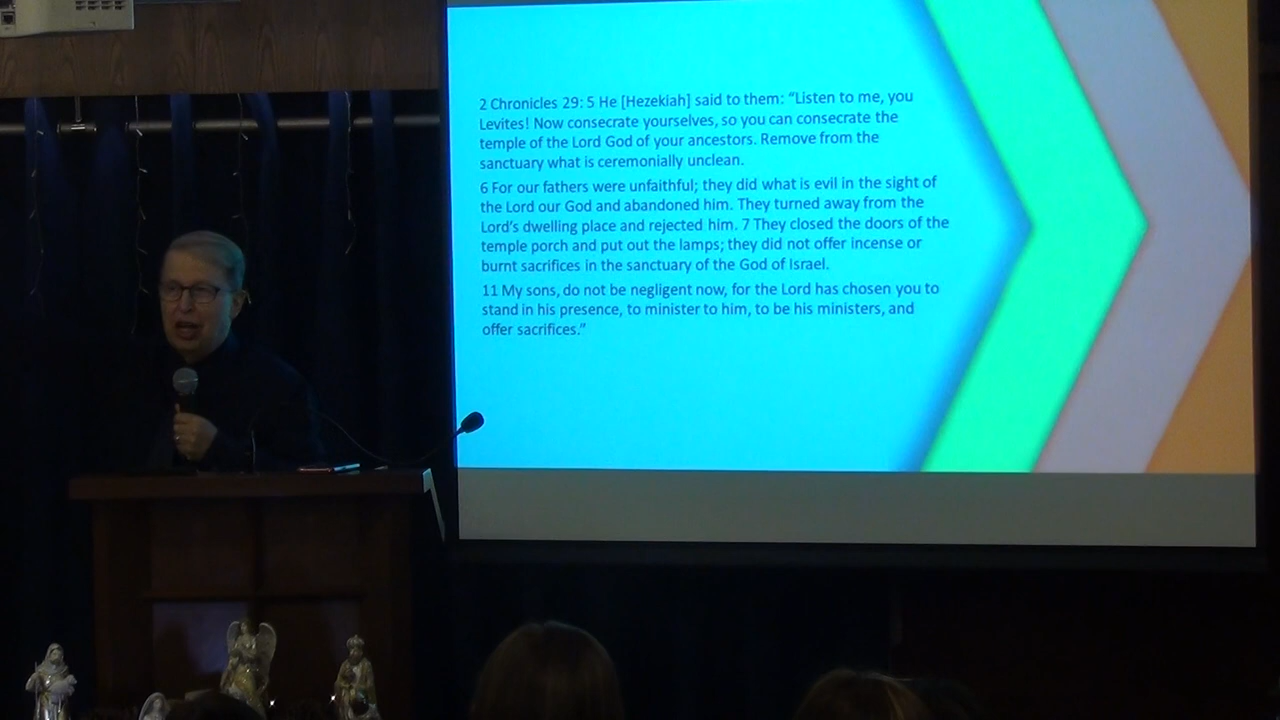 2 Chronicles 29: 5 He [Hezekiah] said to them: “Listen to me, you
Levites! Now consecrate yourselves, so you can consecrate the
temple of the Lord God of your ancestors. Remove from the
sanctuary what is ceremonially unclean.
6 For our fathers were unfaithful; they did what is evil in the sight of
the Lord our God and abandoned him. They turned away from the
Lord’s dwelling place and rejected him. 7 They closed the doors of the
temple porch and put out the lamps; they did not offer incense or
burnt sacrifices in the sanctuary of the God of Israel.
11 My sons, do not be negligent now, for the Lord has chosen you to
stand in his presence, to minister to him, to be his ministers, and
offer sacrifices.”